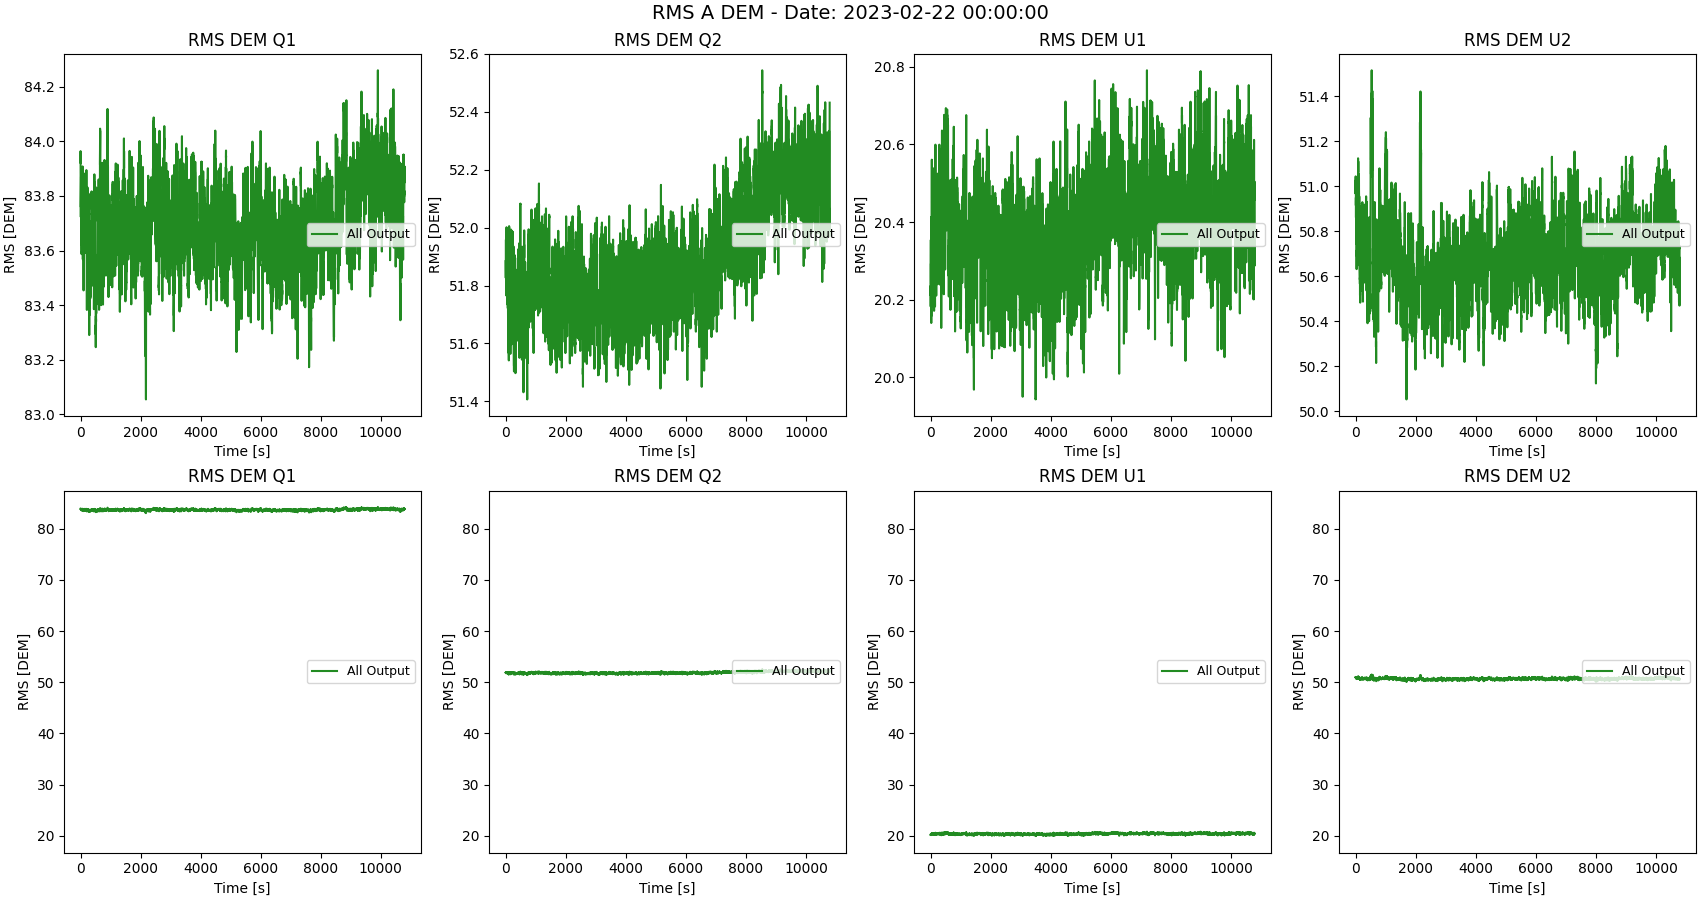 RMS A DEM - Date: 2023-02-22 00:00:00
RMS DEM Q1
RMS [DEM]
84.2
84.0
83.8
83.6
83.4
83.2
83.0
All Output
0 2000 4000 6000 8000 10000
Time [s]
RMS DEM Q2
RMS [DEM]
52.6
52.4
52.2
52.0
51.8
51.6
51.4
All Output
0 2000 4000 6000 8000 10000
Time [s]
RMS DEM U1
RMS [DEM]
20.8
20.6
20.4
20.2
20.0
All Output
0 2000 4000 6000 8000 10000
Time [s]
RMS DEM U2
RMS [DEM]
51.4
51.2
51.0
50.8
50.6
50.4
50.2
50.0
All Output
0 2000 4000 6000 8000 10000
Time [s]
RMS DEM Q1
RMS [DEM]
80
70
60
50
40
30
20
All Output
0 2000 4000 6000 8000 10000
Time [s]
RMS DEM Q2
RMS [DEM]
80
70
60
50
40
30
20
All Output
0 2000 4000 6000 8000 10000
Time [s]
RMS DEM U1
RMS [DEM]
80
70
60
50
40
30
20
All Output
0 2000 4000 6000 8000 10000
Time [s]
RMS DEM U2
RMS [DEM]
80
70
60
50
40
30
20
All Output
0 2000 4000 6000 8000 10000
Time [s]